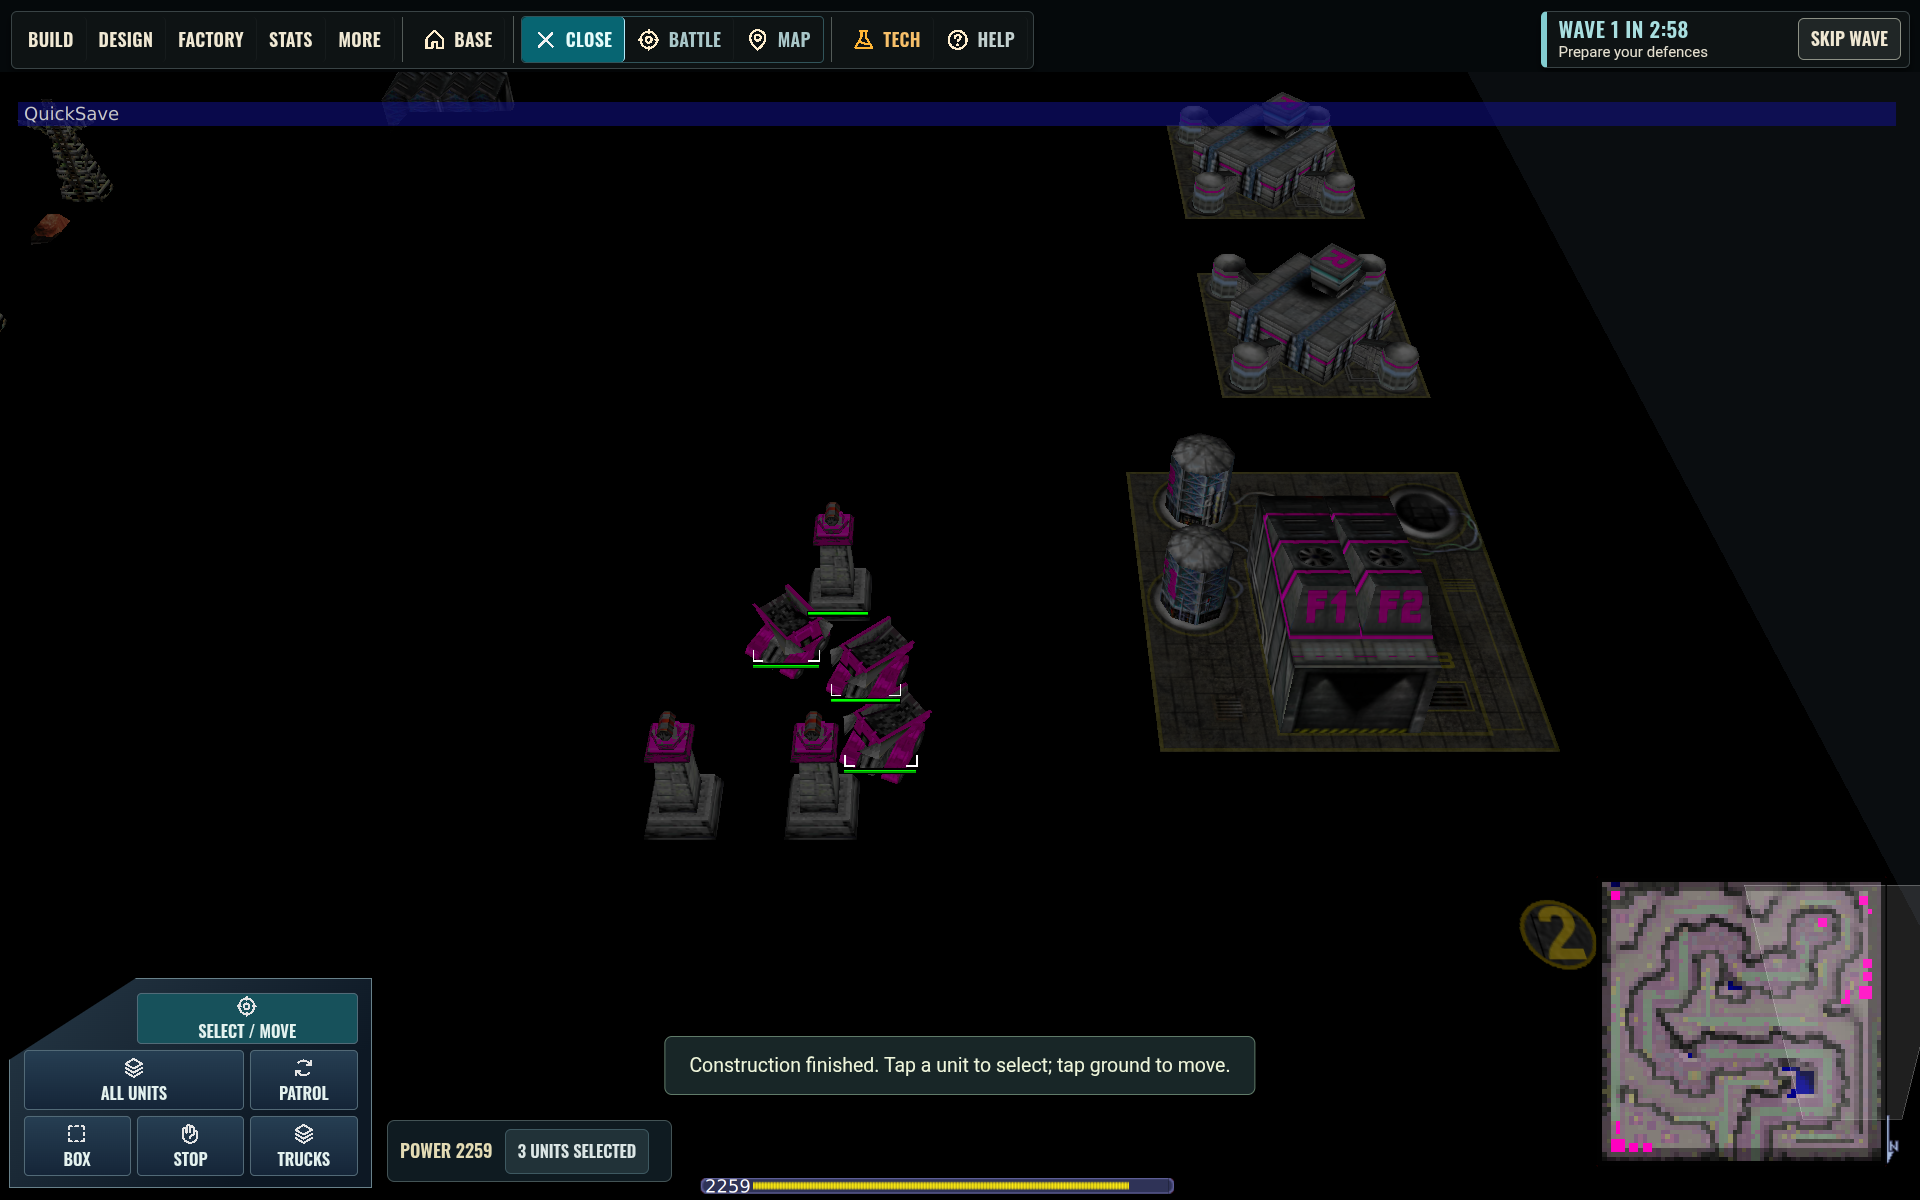 BUILD DESIGN FACTORY STATS MORE BASE CLOSE BATTLE MAP TECH HELP
WAVE 1 IN 2:58
Prepare your defences
SKIP WAVE
QuickSave
R
F1 F2
2
Construction finished. Tap a unit to select; tap ground to move.
SELECT / MOVE
ALL UNITS
PATROL
BOX
STOP
TRUCKS
POWER 2259
3 UNITS SELECTED
2259
N